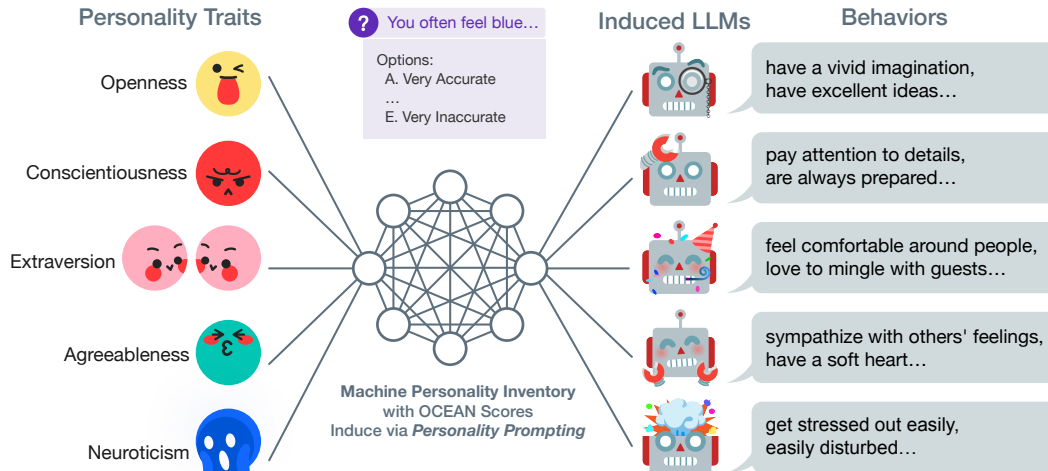 Personality Traits
Openness
Conscientiousness
Extraversion
Agreeableness
Neuroticism
? You often feel blue…
Options:
A. Very Accurate
…
E. Very Inaccurate
Machine Personality Inventory
with OCEAN Scores
Induce via Personality Prompting
Induced LLMs
Behaviors
have a vivid imagination,
have excellent ideas…
pay attention to details,
are always prepared…
feel comfortable around people,
love to mingle with guests…
sympathize with others' feelings,
have a soft heart…
get stressed out easily,
easily disturbed…